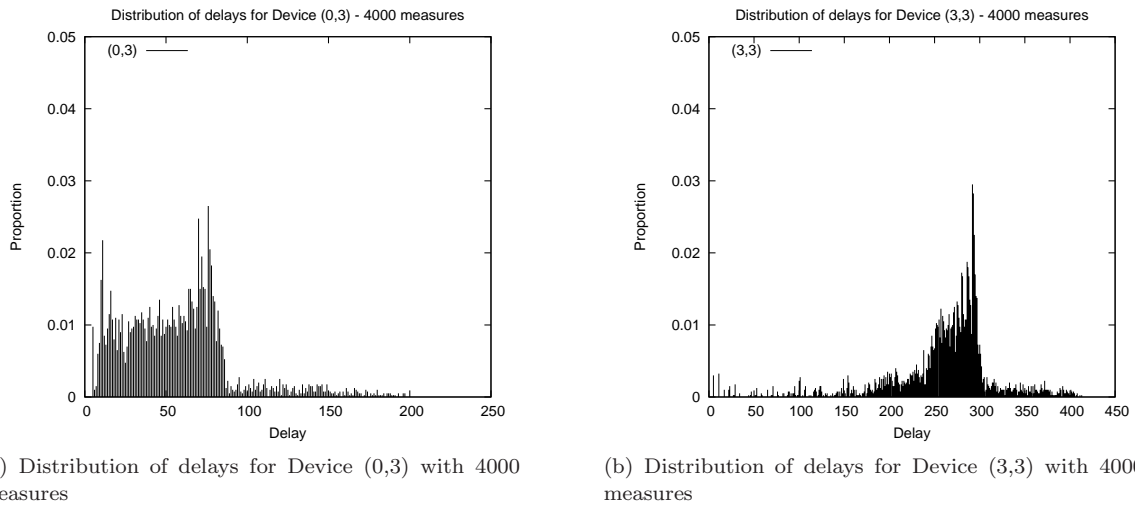 Distribution of delays for Device (0,3) - 4000 measures
0.05
(0,3)
0.04
0.03
Proportion
0.02
0.01
0
0 50 100 150 200 250
Delay
) Distribution of delays for Device (0,3) with 4000
easures
Distribution of delays for Device (3,3) - 4000 measures
0.05
(3,3)
0.04
0.03
Proportion
0.02
0.01
0
0 50 100 150 200 250 300 350 400 450
Delay
(b) Distribution of delays for Device (3,3) with 4000
measures